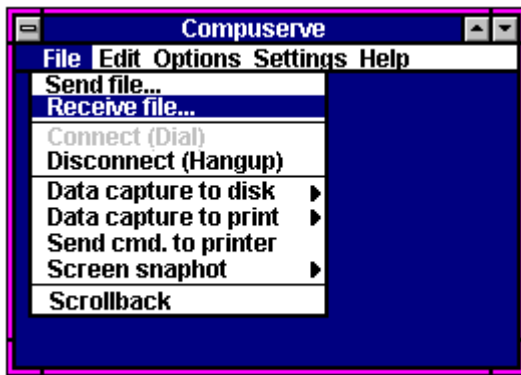 Compuserve
File Edit Options Settings Help
Send file...
Receive file...
Connect (Dial)
Disconnect (Hangup)
Data capture to disk
Data capture to print
Send cmd. to printer
Screen snaphot
Scrollback